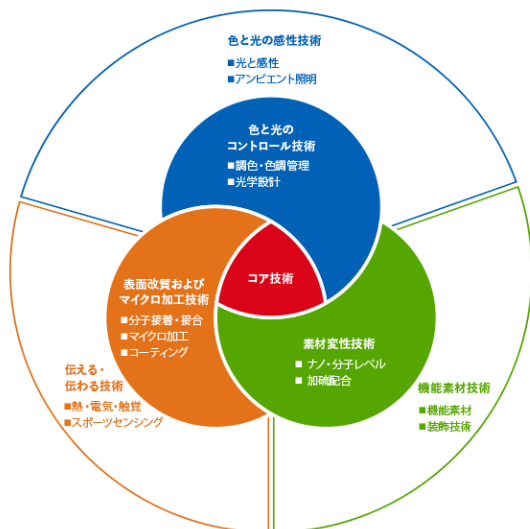 色と光の感性技術
■光と感性
■アンビエント照明
色と光の
コントロール技術
■調色・色調管理
■光学設計
コア技術
表面改質および
マイクロ加工技術
■分子接着・接合
■マイクロ加工
■コーティング
素材変性技術
■ ナノ・分子レベル
■ 加硫配合
伝える・
伝わる技術
■熱・電気・触覚
■スポーツセンシング
機能素材技術
■機能素材
■装飾技術